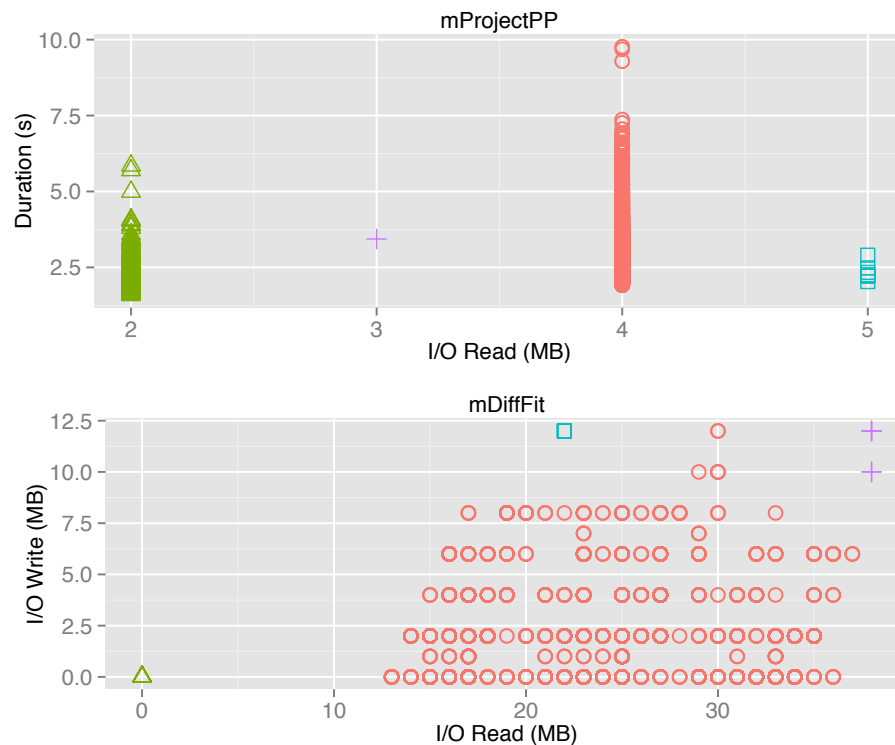 mProjectPP
10.0
7.5
5.0
2.5
Duration (s)
2 3 4 5
I/O Read (MB)
mDiffFit
12.5
10.0
7.5
5.0
2.5
0.0
I/O Write (MB)
0 10 20 30
I/O Read (MB)